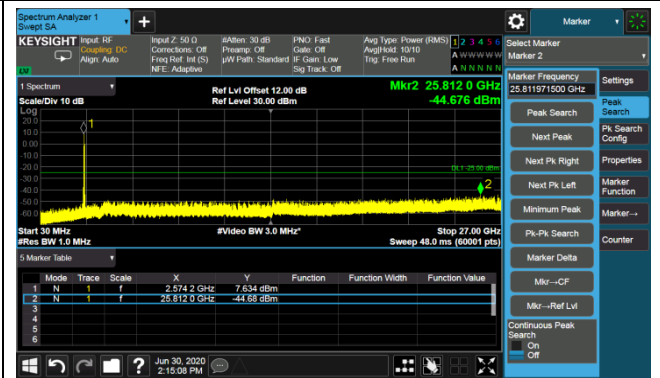 Spectrum Analyzer 1
Swept SA
Marker
KEYSIGHT Input: RF Input Z: 50 Ω #Atten: 30 dB PNO: Fast Avg Type: Power (RMS) 1 2 3 4 5 6
Coupling: DC Corrections: Off Preamp: Off Gate: Off Avg|Hold: 10/10 A W W W W W
Align: Auto Freq Ref: Int (S) µW Path: Standard IF Gain: Low Trig: Free Run
NFE: Adaptive Sig Track: Off A N N N N N
Select Marker
Marker 2
1 Spectrum
Scale/Div 10 dB Ref Lvl Offset 12.00 dB Mkr2 25.812 0 GHz
Ref Level 30.00 dBm -44.676 dBm
Log
20.0
10.0
0.00
-10.0
-20.0
-30.0
-40.0
-50.0
-60.0
1
DL1 -25.00 dBm
2
Start 30 MHz #Video BW 3.0 MHz* Stop 27.00 GHz
#Res BW 1.0 MHz Sweep 48.0 ms (60001 pts)
5 Marker Table
Mode Trace Scale X Y Function Function Width Function Value
1 N 1 f 2.574 2 GHz 7.634 dBm
2 N 1 f 25.812 0 GHz -44.68 dBm
3
4
5
6
Jun 30, 2020
2:15:08 PM
Marker Frequency
25.811971500 GHz
Peak Search
Next Peak
Next Pk Right
Next Pk Left
Minimum Peak
Pk-Pk Search
Marker Delta
Mkr→CF
Mkr→Ref Lvl
Continuous Peak
Search
On
Off
Settings
Peak
Search
Pk Search
Config
Properties
Marker
Function
Marker→
Counter